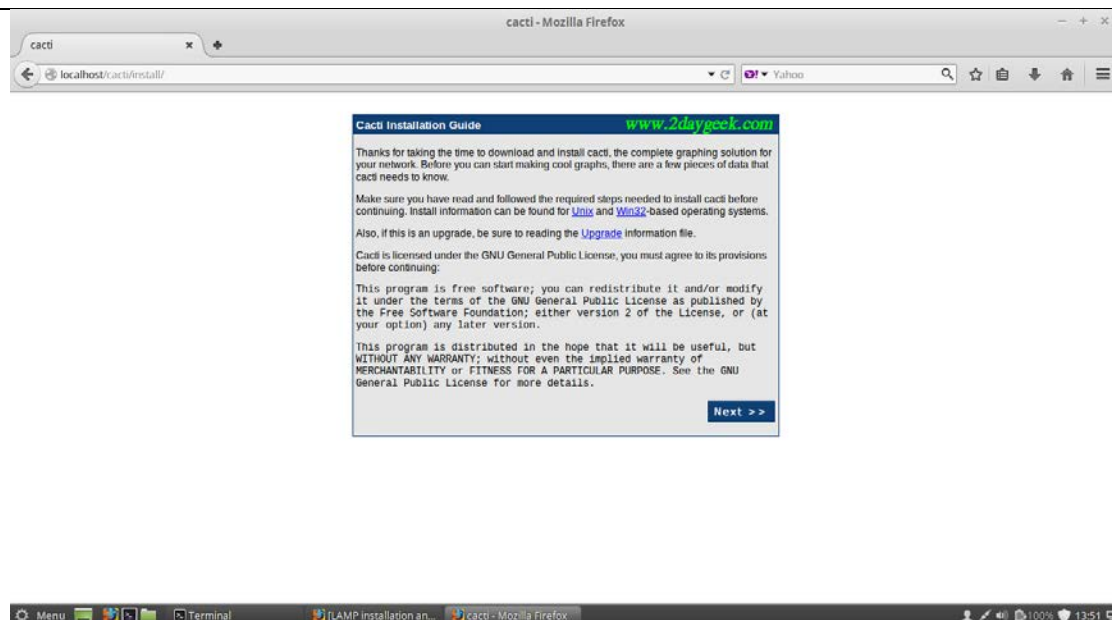 cacti - Mozilla Firefox
cacti
localhost/cacti/install/
Yahoo
Cacti Installation Guide
www.2daygeek.com
Thanks for taking the time to download and install cacti, the complete graphing solution for
your network. Before you can start making cool graphs, there are a few pieces of data that
cacti needs to know.
Make sure you have read and followed the required steps needed to install cacti before
continuing. Install information can be found for Unix and Win32-based operating systems.
Also, if this is an upgrade, be sure to reading the Upgrade information file.
Cacti is licensed under the GNU General Public License, you must agree to its provisions
before continuing:
This program is free software; you can redistribute it and/or modify
it under the terms of the GNU General Public License as published by
the Free Software Foundation; either version 2 of the License, or (at
your option) any later version.
This program is distributed in the hope that it will be useful, but
WITHOUT ANY WARRANTY; without even the implied warranty of
MERCHANTABILITY or FITNESS FOR A PARTICULAR PURPOSE. See the GNU
General Public License for more details.
Next >>
Menu
Terminal
[LAMP installation an...
cacti - Mozilla Firefox
100%
13:51